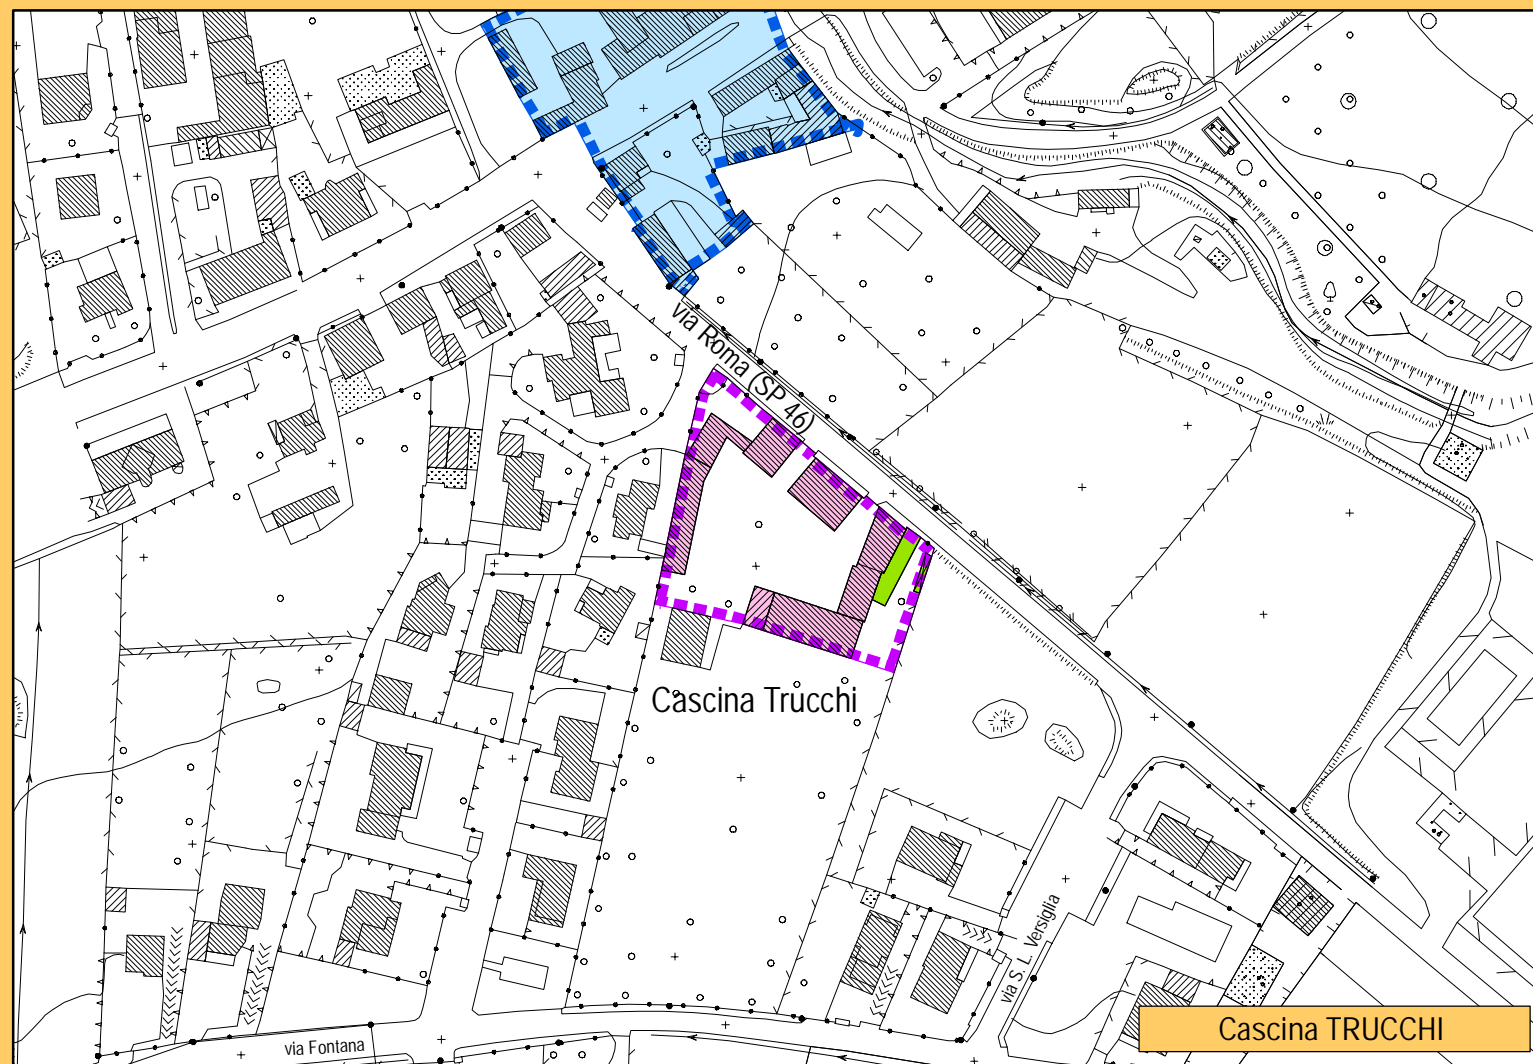 via Roma (SP 46)
Cascina Trucchi
via S. L. Versiglia
via Fontana
Cascina TRUCCHI